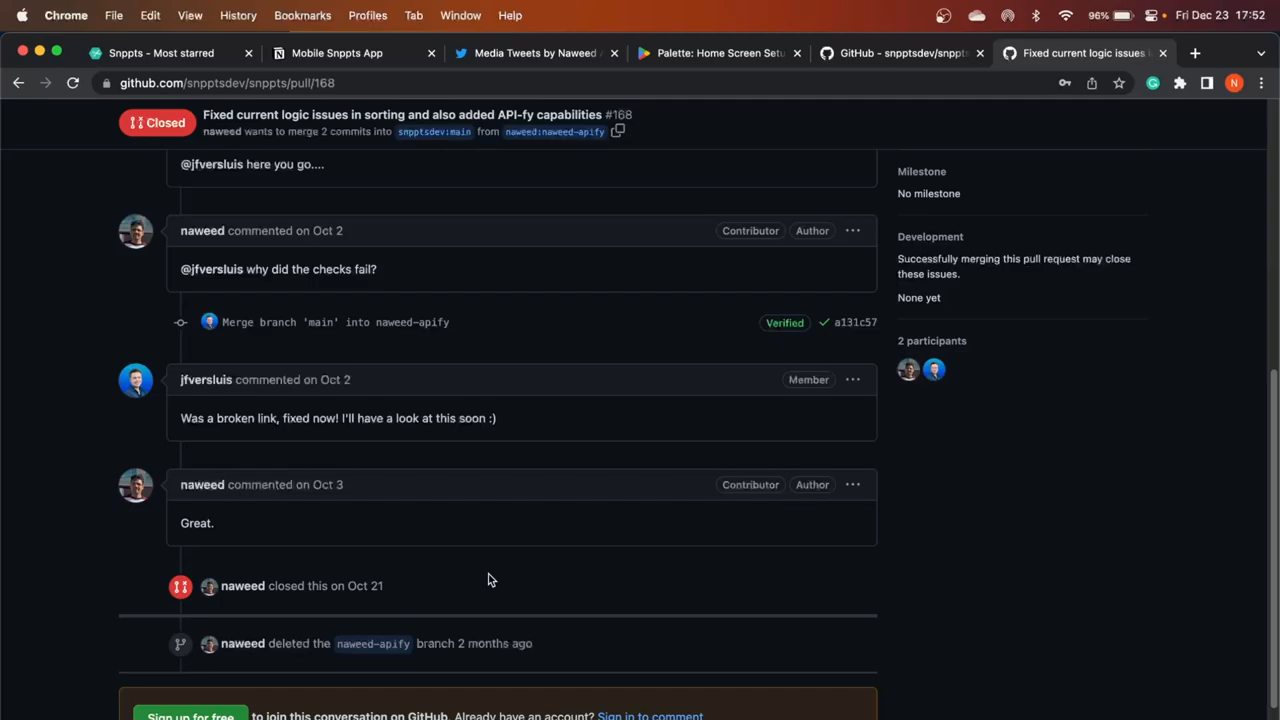 Chrome File Edit View History Bookmarks Profiles Tab Window Help 96% Fri Dec 23 17:52
Snppts - Most starred Mobile Snppts App Media Tweets by Naweed Palette: Home Screen Setu GitHub - snpptsdev/snppts: Fixed current logic issues i
github.com/snpptsdev/snppts/pull/168 N
Closed
Fixed current logic issues in sorting and also added API-fy capabilities #168
naweed wants to merge 2 commits into snpptsdev:main from naweed:naweed-apify
@jfversluis here you go....
naweed commented on Oct 2 Contributor Author
@jfversluis why did the checks fail?
Merge branch 'main' into naweed-apify Verified a131c57
jfversluis commented on Oct 2 Member
Was a broken link, fixed now! I'll have a look at this soon :)
naweed commented on Oct 3 Contributor Author
Great.
naweed closed this on Oct 21
naweed deleted the naweed-apify branch 2 months ago
Sign up for free to join this conversation on GitHub. Already have an account? Sign in to comment
Milestone
No milestone
Development
Successfully merging this pull request may close
these issues.
None yet
2 participants